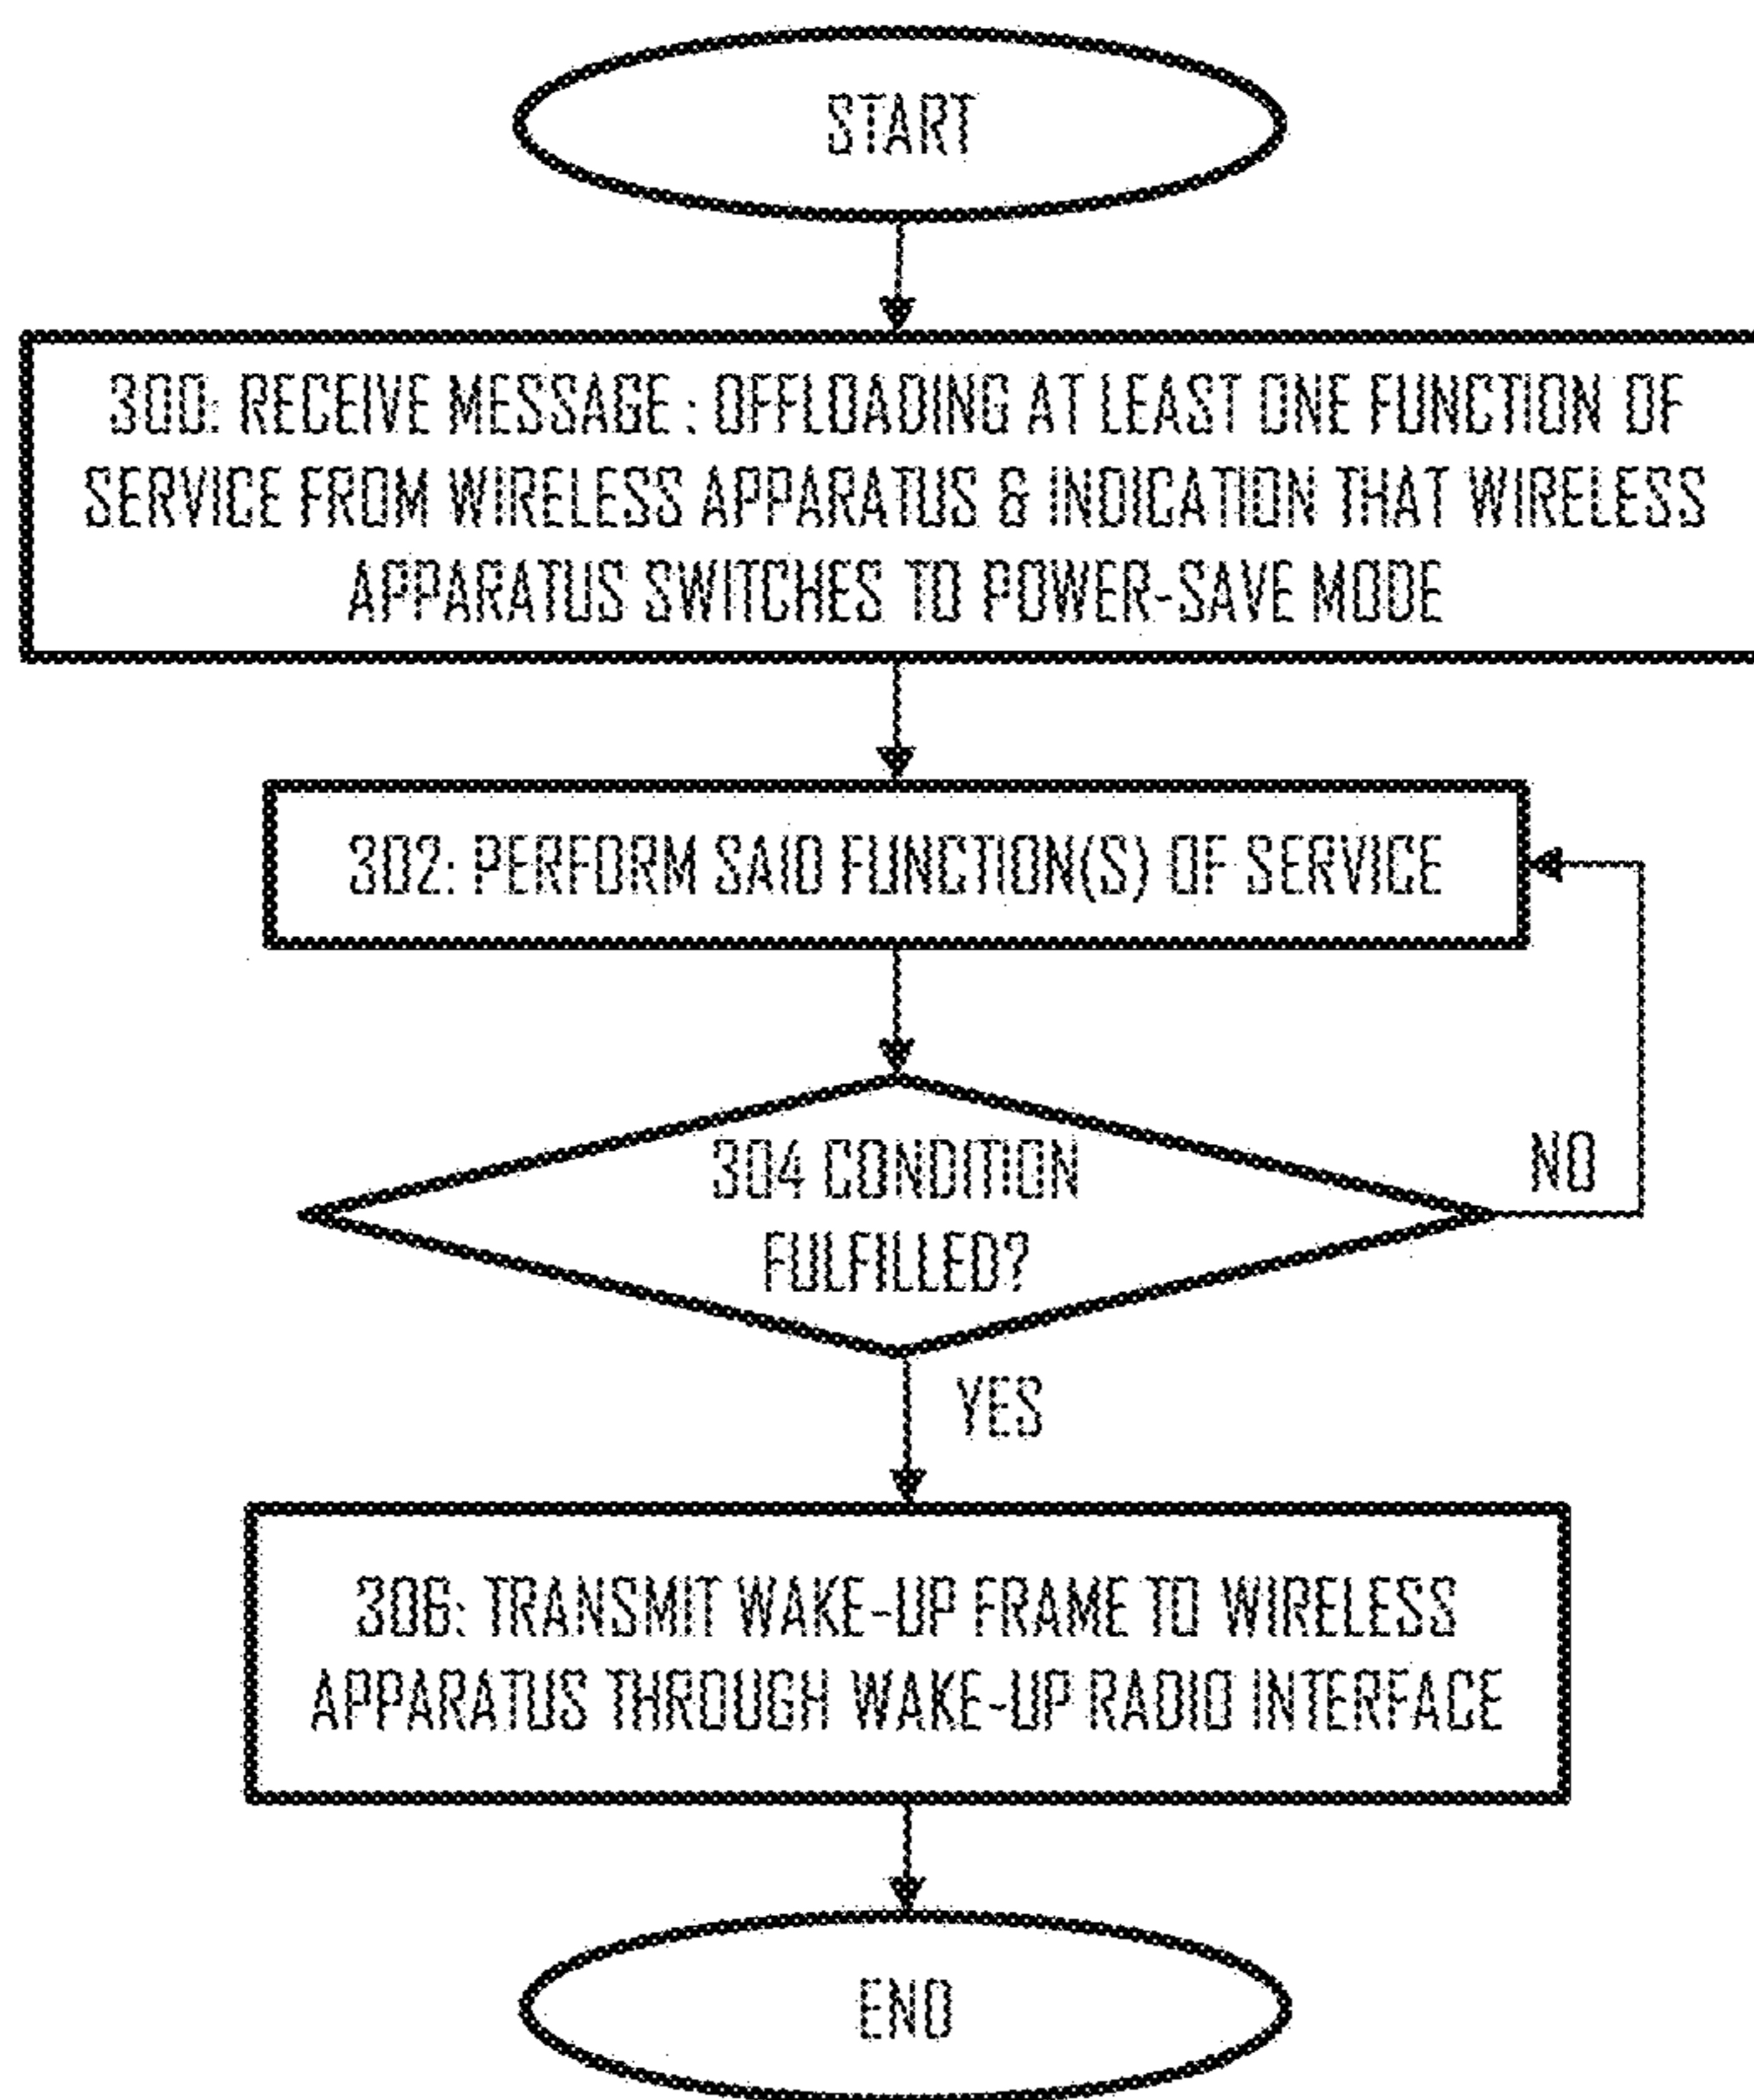 START
300: RECEIVE MESSAGE : OFFLOADING AT LEAST ONE FUNCTION OF
SERVICE FROM WIRELESS APPARATUS & INDICATION THAT WIRELESS
APPARATUS SWITCHES TO POWER-SAVE MODE
302: PERFORM SAID FUNCTION(S) OF SERVICE
304 CONDITION
FULFILLED?
NO
YES
306: TRANSMIT WAKE-UP FRAME TO WIRELESS
APPARATUS THROUGH WAKE-UP RADIO INTERFACE
END